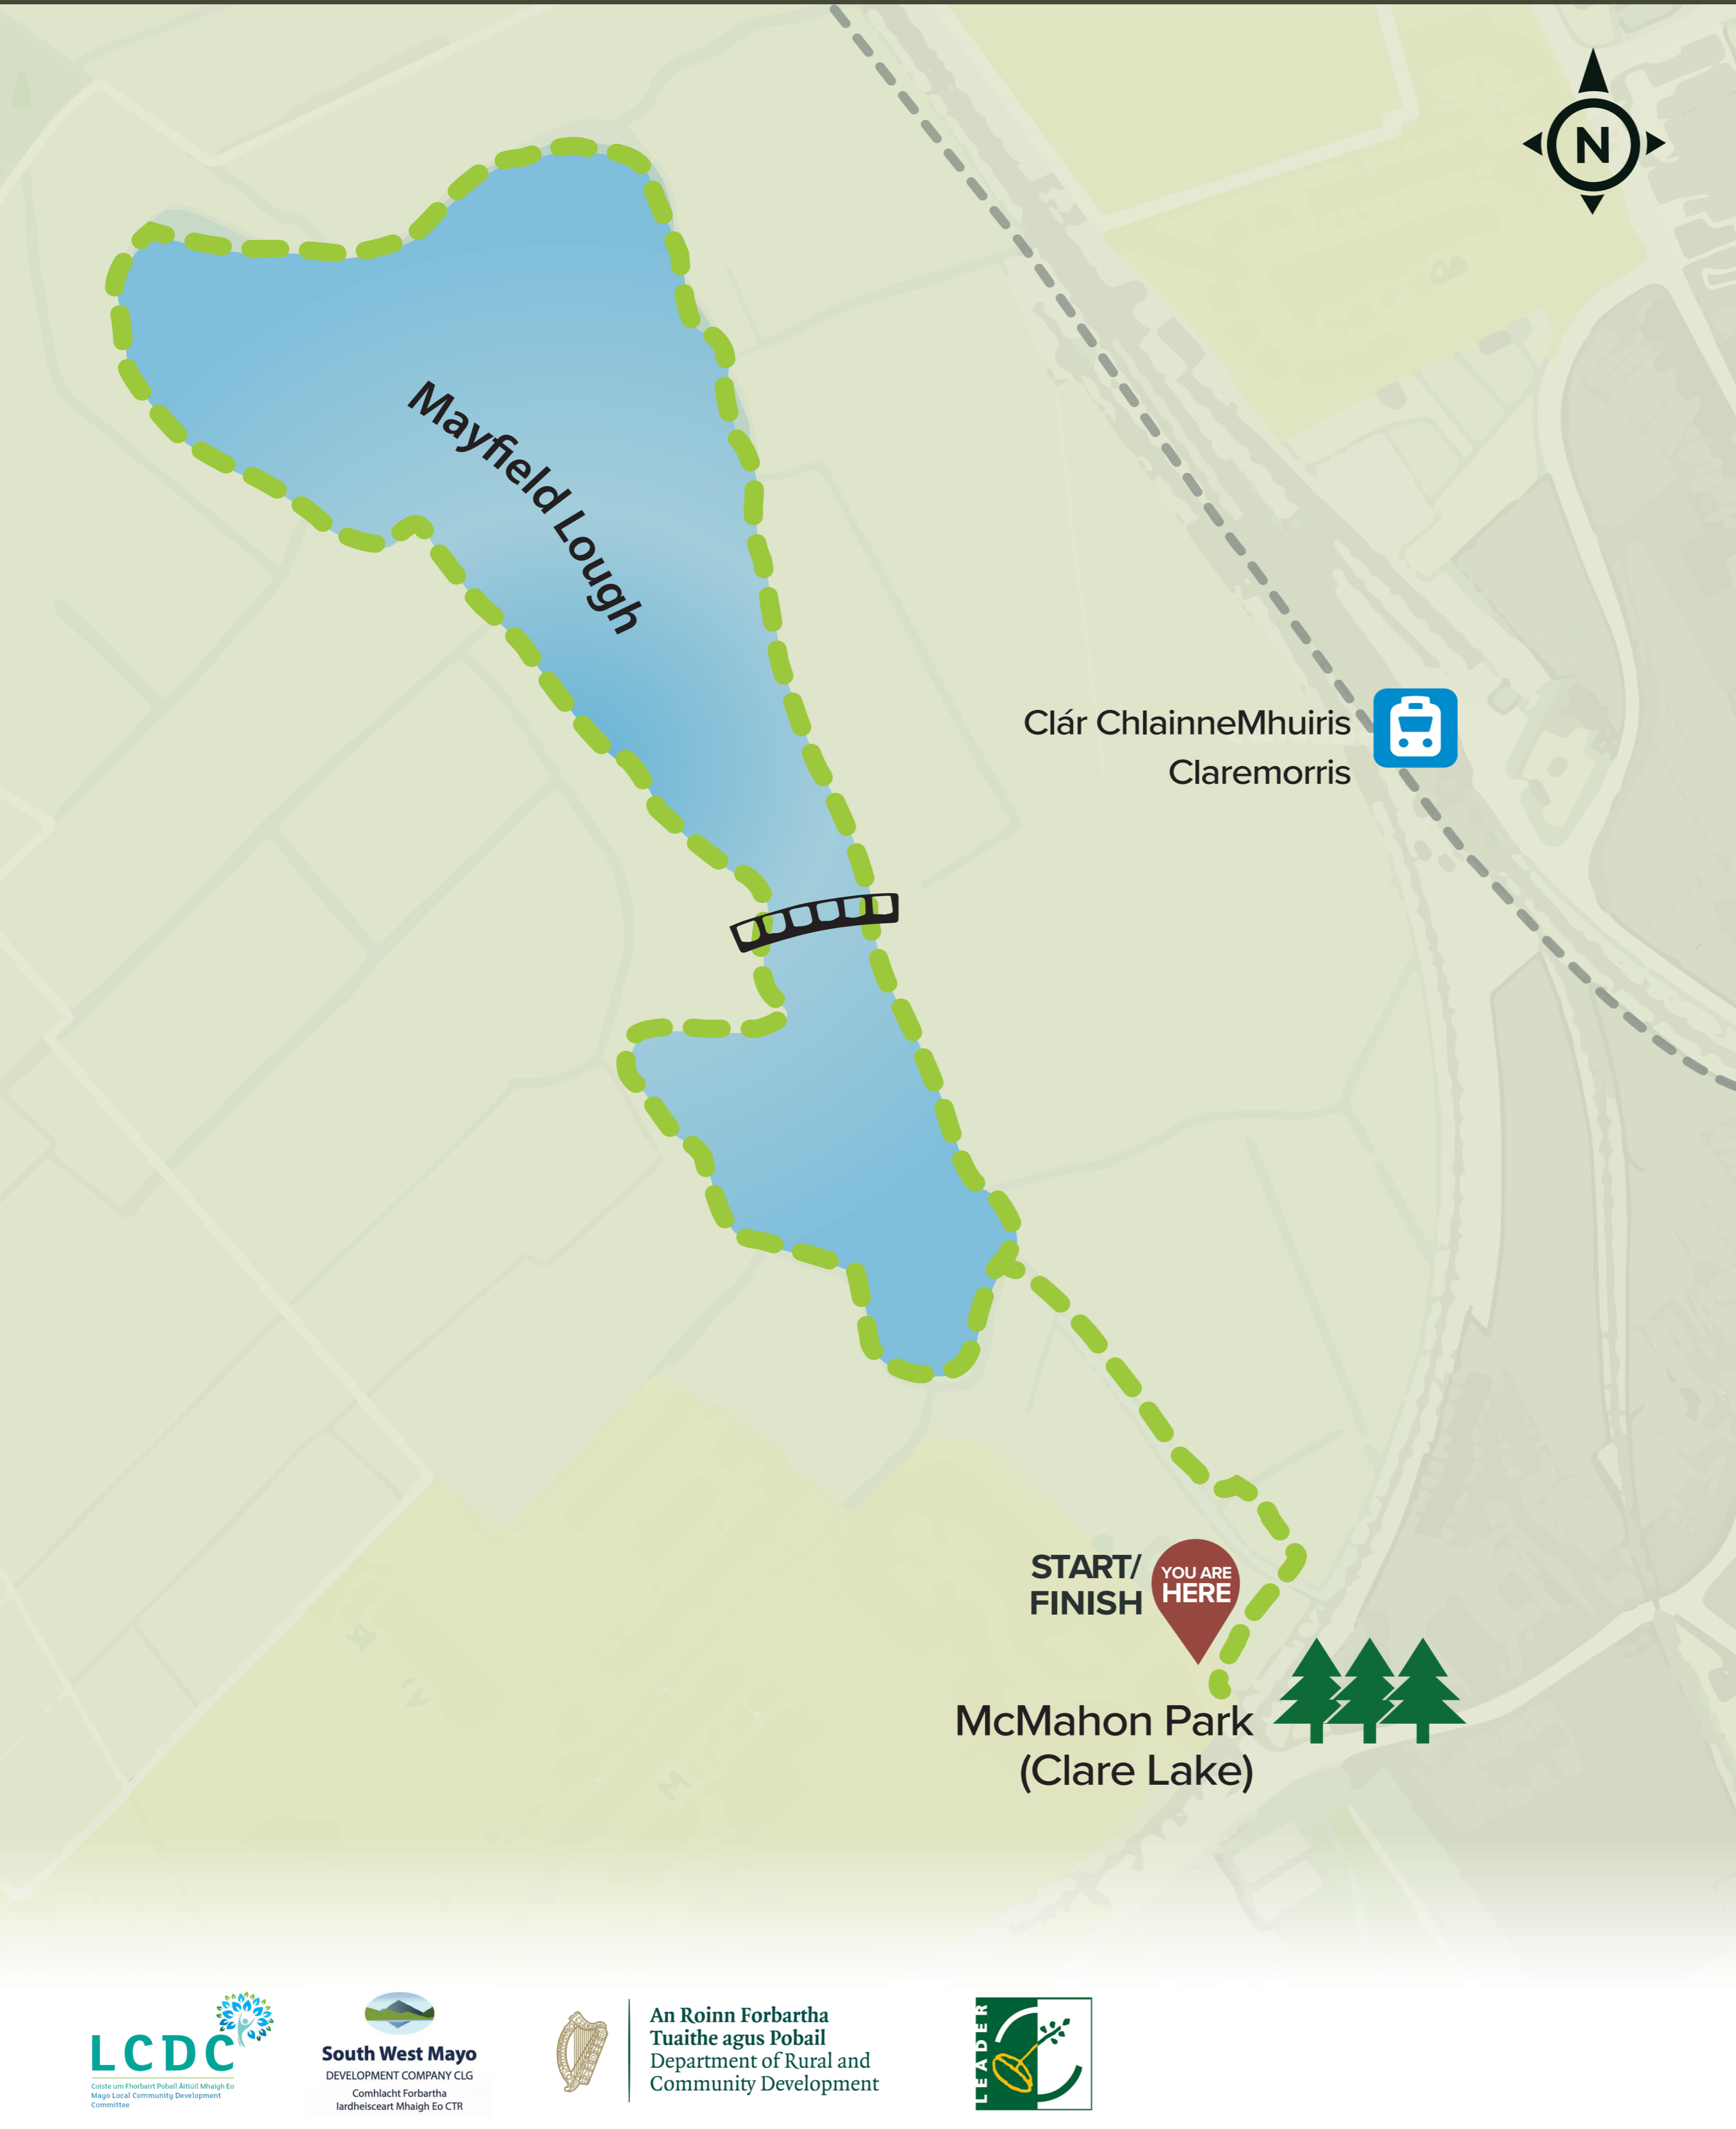 N
Mayfield Lough
Clár ChlainneMhuiris
Claremorris
START/
FINISH
YOU ARE
HERE
McMahon Park
(Clare Lake)
LCDC
Coiste um Fhorbairt Pobail Áitiúil Mhaigh Eo
Mayo Local Community Development
Committee
South West Mayo
DEVELOPMENT COMPANY CLG
Comhlacht Forbartha
Iardheisceart Mhaigh Eo CTR
An Roinn Forbartha
Tuaithe agus Pobail
Department of Rural and
Community Development
LEADER